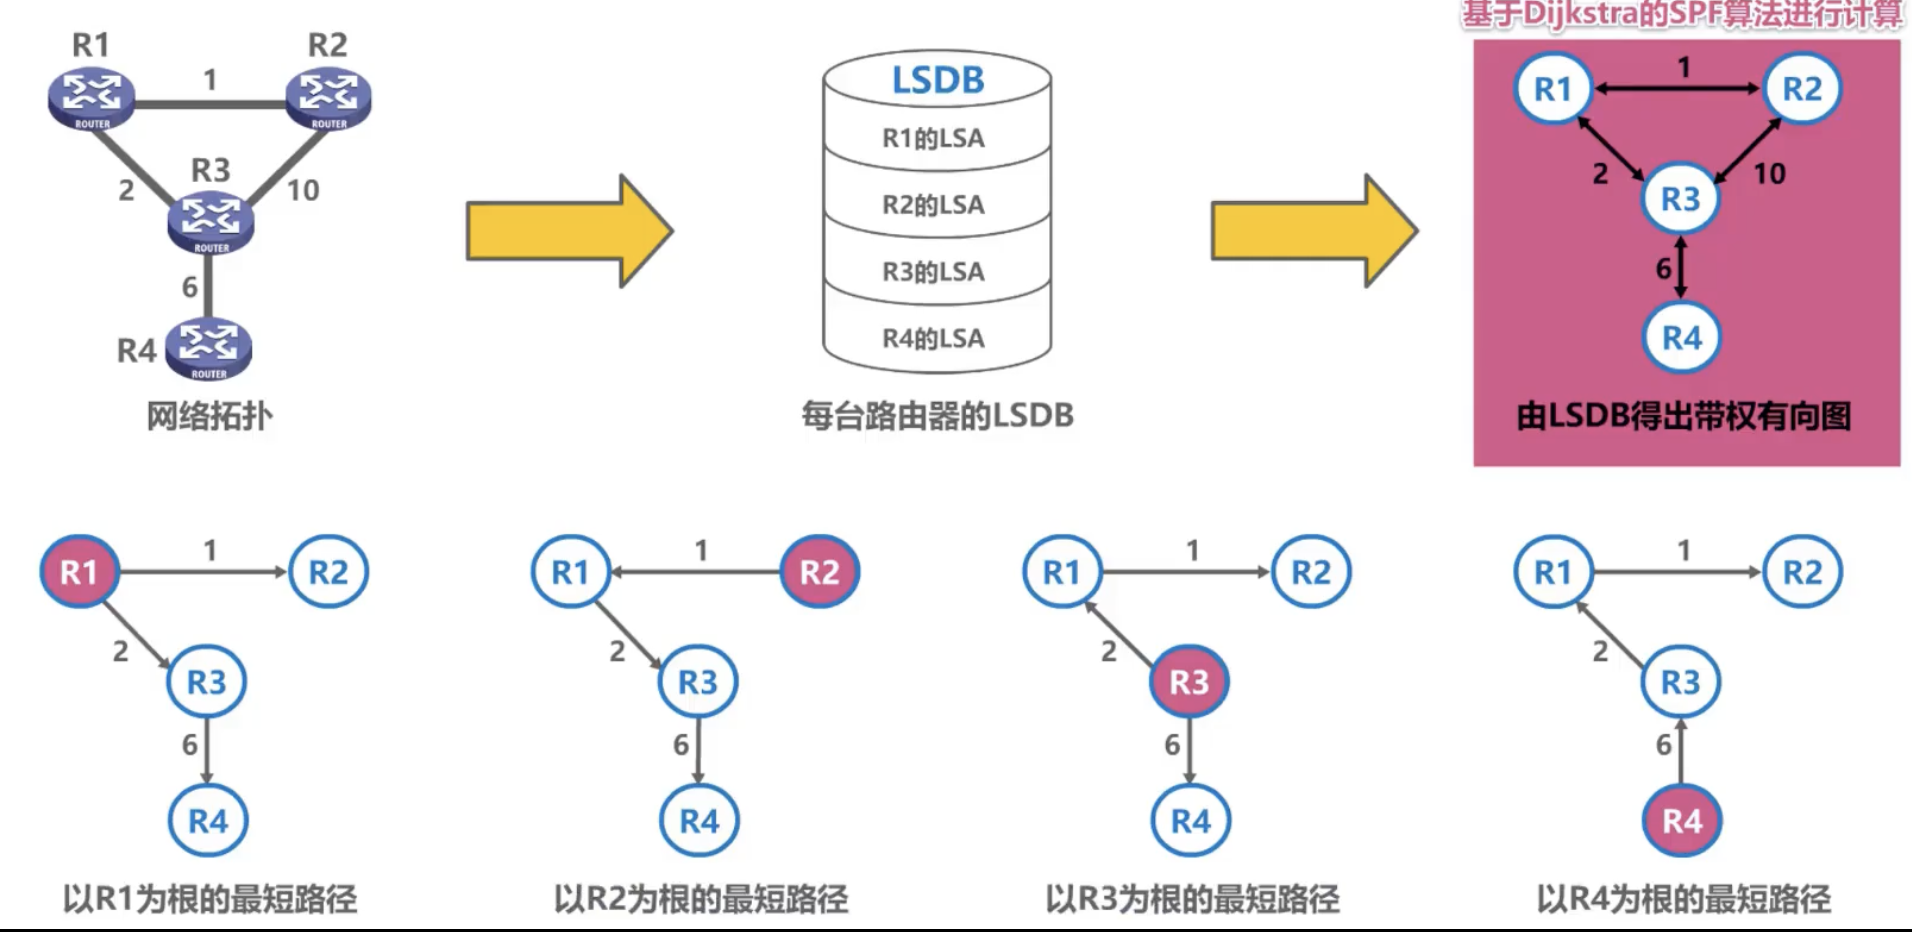 基于Dijkstra的SPF算法进行计算
R1
R2
1
ROUTER
ROUTER
R3
2
10
ROUTER
6
R4
ROUTER
网络拓扑
LSDB
R1的LSA
R2的LSA
R3的LSA
R4的LSA
每台路由器的LSDB
R1
1
R2
2
10
R3
6
R4
由LSDB得出带权有向图
R1
1
R2
2
R3
6
R4
以R1为根的最短路径
R1
1
R2
2
R3
6
R4
以R2为根的最短路径
R1
1
R2
2
R3
6
R4
以R3为根的最短路径
R1
1
R2
2
R3
6
R4
以R4为根的最短路径